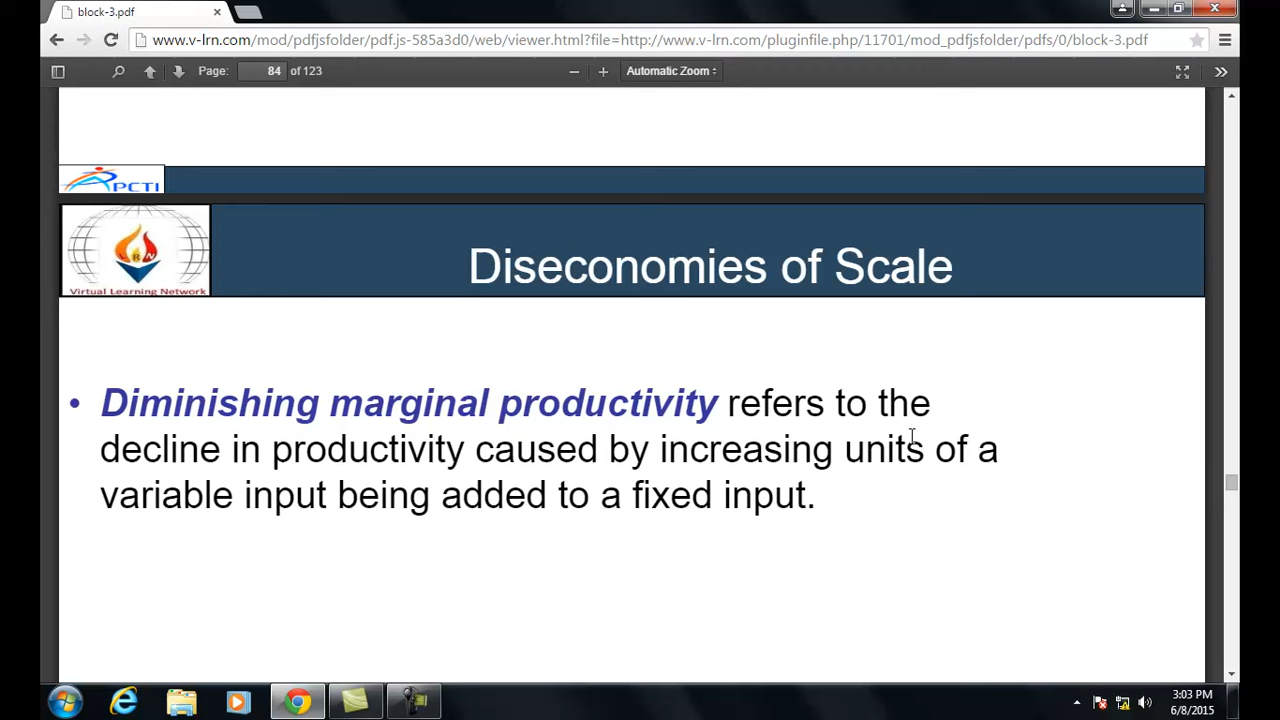 block-3.pdf
www.v-lrn.com/mod/pdfjsfolder/pdf.js-585a3d0/web/viewer.html?file=http://www.v-lrn.com/pluginfile.php/11701/mod_pdfjsfolder/pdfs/0/block-3.pdf
Page: 84 of 123 Automatic Zoom
PCTI
Diseconomies of Scale
VLRN
Virtual Learning Network
• Diminishing marginal productivity refers to the
decline in productivity caused by increasing units of a
variable input being added to a fixed input.
3:03 PM
6/8/2015